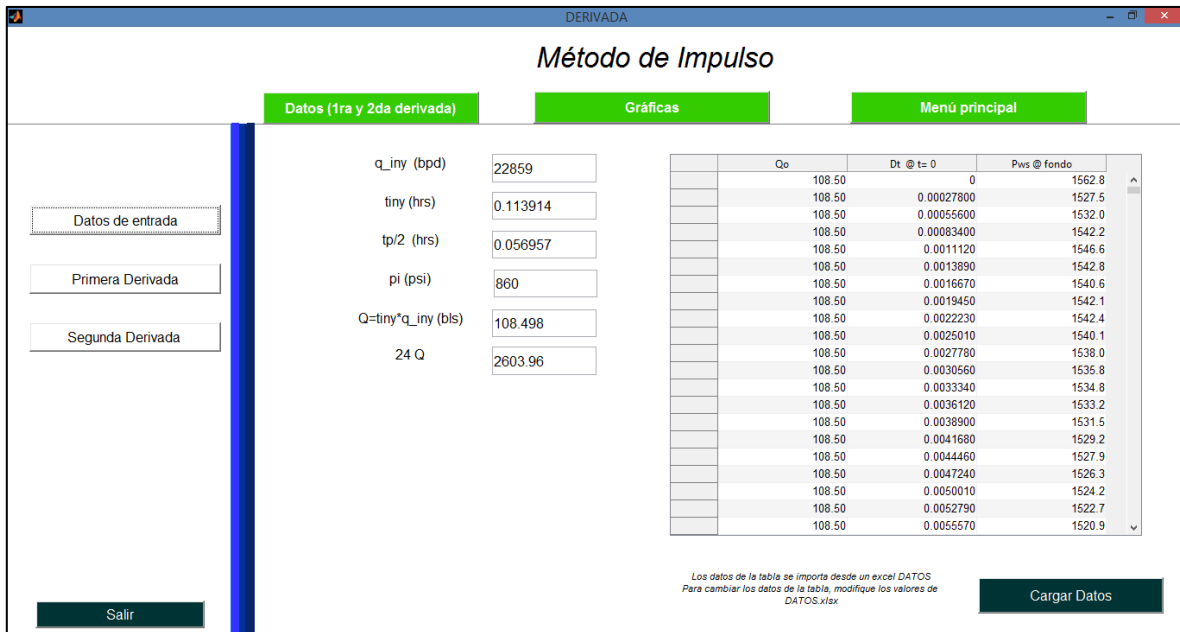 DERIVADA
Método de Impulso
Datos (1ra y 2da derivada)
Gráficas
Menú principal
Datos de entrada
Primera Derivada
Segunda Derivada
Salir
q_iny (bpd) 22859
tiny (hrs) 0.113914
tp/2 (hrs) 0.056957
pi (psi) 860
Q=tiny*q_iny (bls) 108.498
24 Q 2603.96
Qo Dt @ t= 0 Pws @ fondo
108.50 0 1562.8
108.50 0.00027800 1527.5
108.50 0.00055600 1532.0
108.50 0.00083400 1542.2
108.50 0.0011120 1546.6
108.50 0.0013890 1542.8
108.50 0.0016670 1540.6
108.50 0.0019450 1542.1
108.50 0.0022230 1542.4
108.50 0.0025010 1540.1
108.50 0.0027780 1538.0
108.50 0.0030560 1535.8
108.50 0.0033340 1534.8
108.50 0.0036120 1533.2
108.50 0.0038900 1531.5
108.50 0.0041680 1529.2
108.50 0.0044460 1527.9
108.50 0.0047240 1526.3
108.50 0.0050010 1524.2
108.50 0.0052790 1522.7
108.50 0.0055570 1520.9
Los datos de la tabla se importa desde un excel DATOS
Para cambiar los datos de la tabla, modifique los valores de
DATOS.xlsx
Cargar Datos